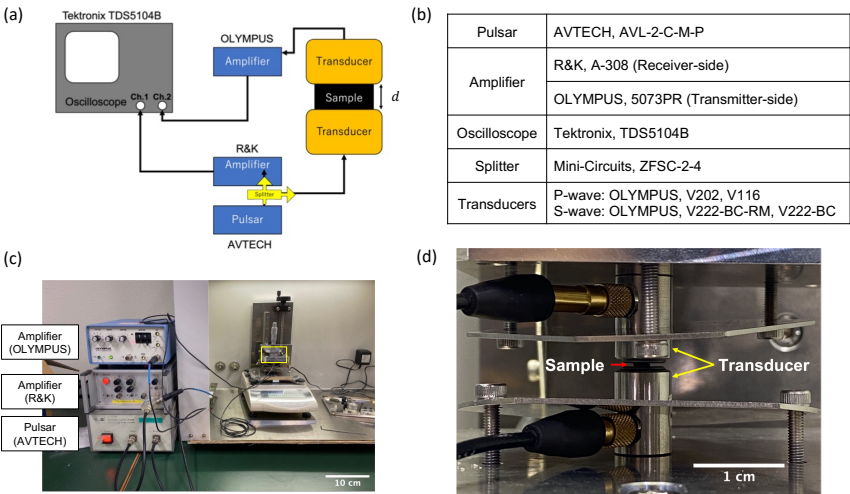 (a)
Tektronix TDS5104B
Oscilloscope
Ch.1
Ch.2
OLYMPUS
Amplifier
Transducer
Sample
d
Transducer
R&K
Amplifier
Splitter
Pulsar
AVTECH
(b)
Pulsar
AVTECH, AVL-2-C-M-P
Amplifier
R&K, A-308 (Receiver-side)
OLYMPUS, 5073PR (Transmitter-side)
Oscilloscope
Tektronix, TDS5104B
Splitter
Mini-Circuits, ZFSC-2-4
Transducers
P-wave: OLYMPUS, V202, V116
S-wave: OLYMPUS, V222-BC-RM, V222-BC
(c)
Amplifier
(OLYMPUS)
Amplifier
(R&K)
Pulsar
(AVTECH)
10 cm
(d)
Sample
Transducer
1 cm